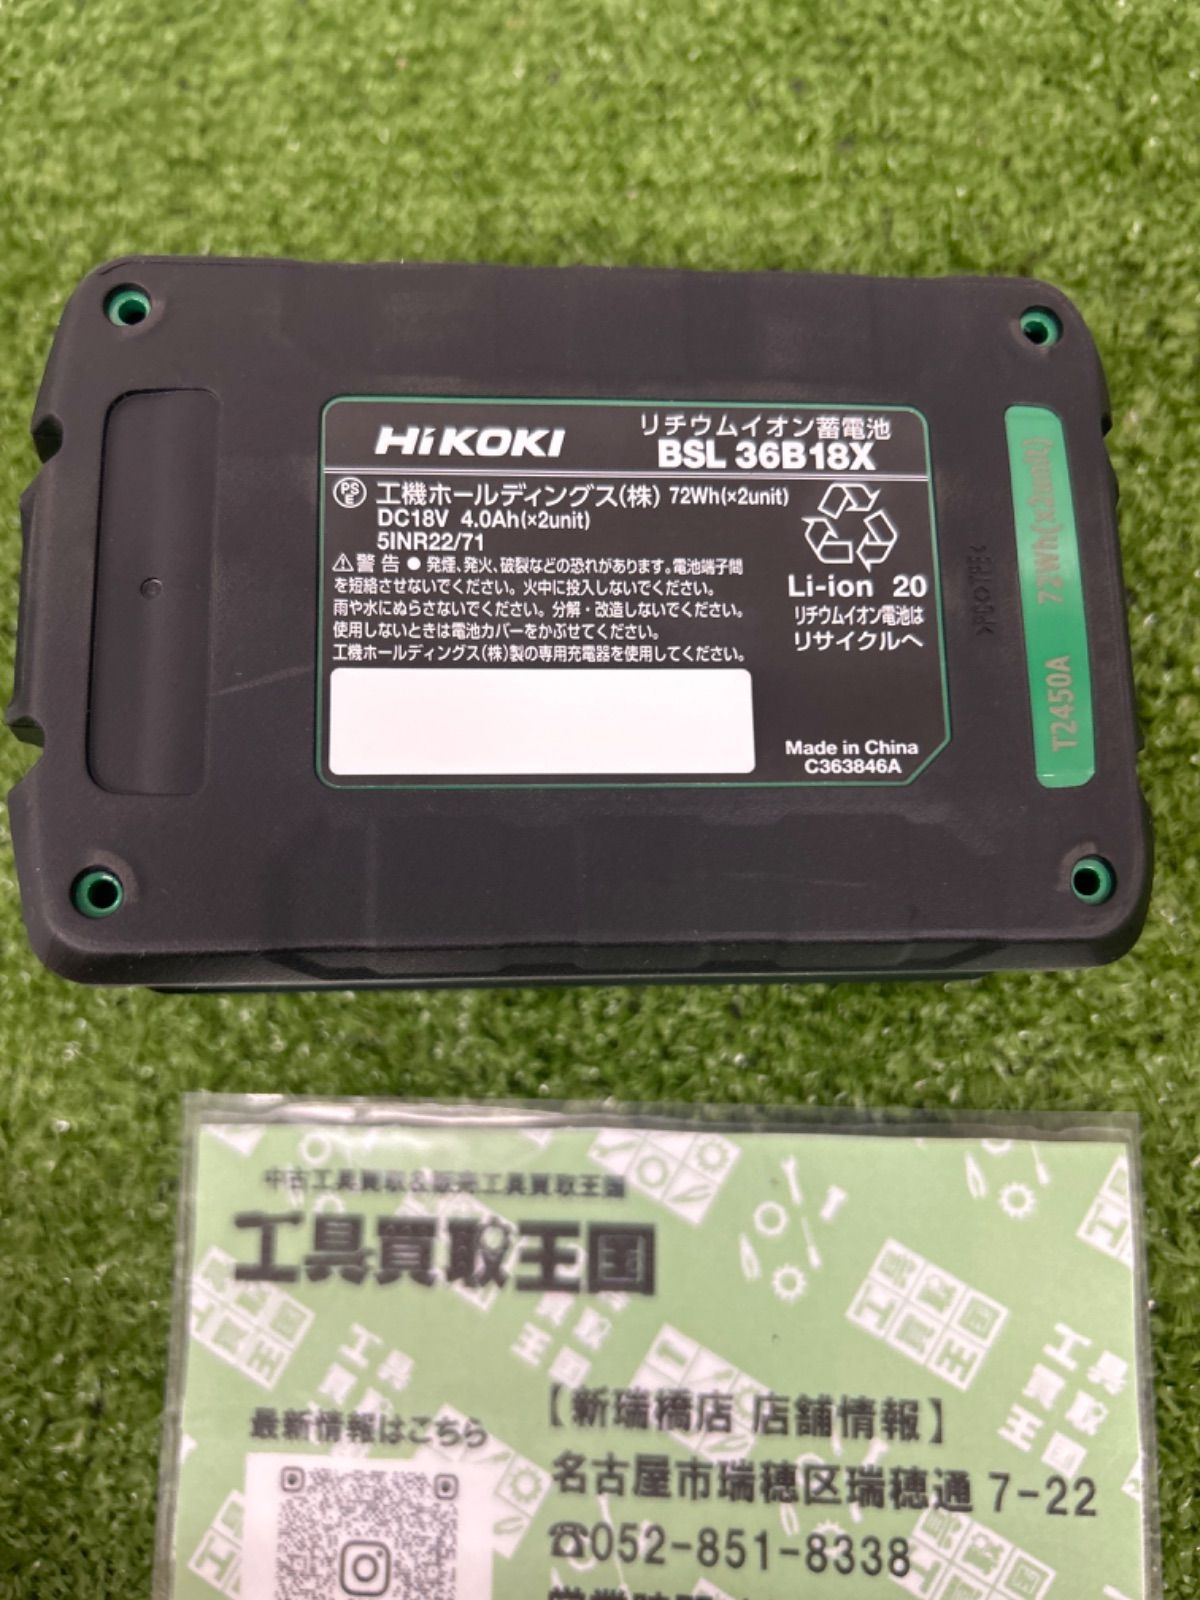 HiKOKI
リチウムイオン蓄電池
BSL 36B18X
PS
E
工機ホールディングス(株) 72Wh(×2unit)
DC18V 4.0Ah(×2unit)
5INR22/71
⚠警告 ● 発煙、発火、破裂などの恐れがあります。電池端子間
を短絡させないでください。火中に投入しないでください。
雨や水にぬらさないでください。分解・改造しないでください。
使用しないときは電池カバーをかぶせてください。
工機ホールディングス(株)製の専用充電器を使用してください。
Li-ion 20
リチウムイオン電池は
リサイクルへ
Made in China
C363846A
>PC+TPE<
T2450A 72Wh(x2unit)
中古工具買取&販売工具買取王国
工具買取王国
最新情報はこちら
【新瑞橋店 店舗情報】
名古屋市瑞穂区瑞穂通 7-22
☎052-851-8338
工具
買取
王国